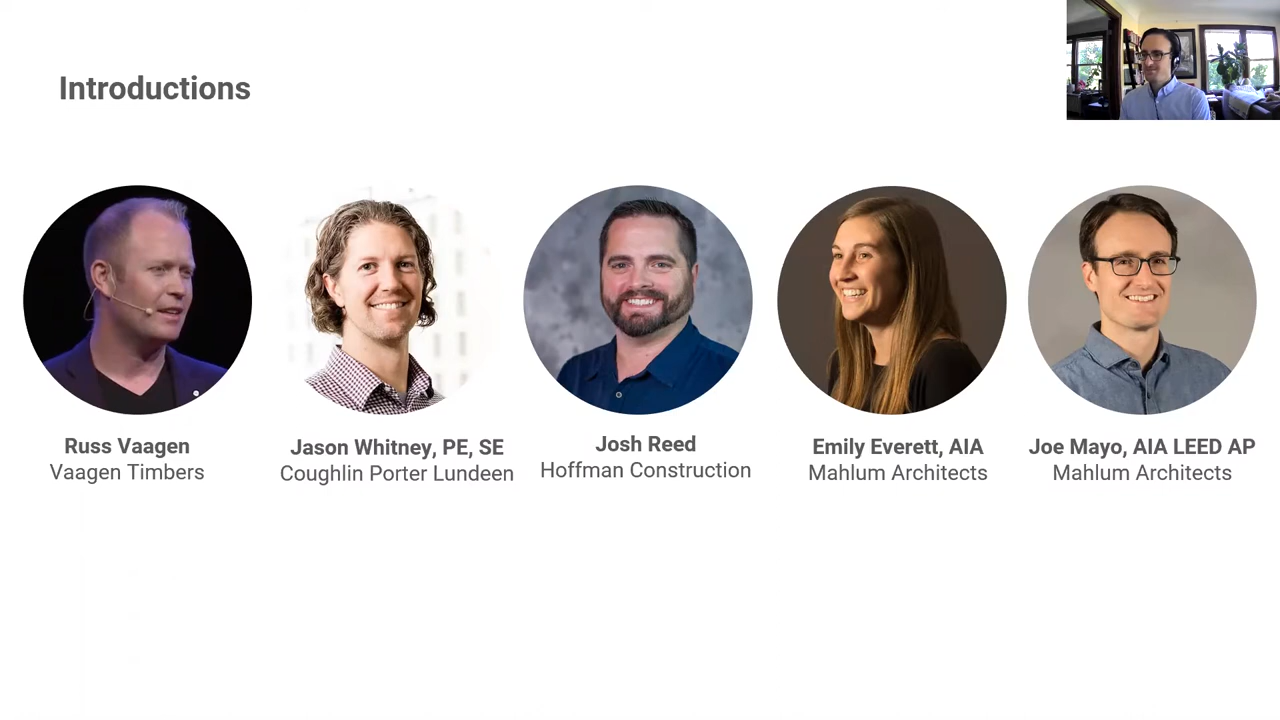 Introductions
Russ Vaagen
Vaagen Timbers
Jason Whitney, PE, SE
Coughlin Porter Lundeen
Josh Reed
Hoffman Construction
Emily Everett, AIA
Mahlum Architects
Joe Mayo, AIA LEED AP
Mahlum Architects